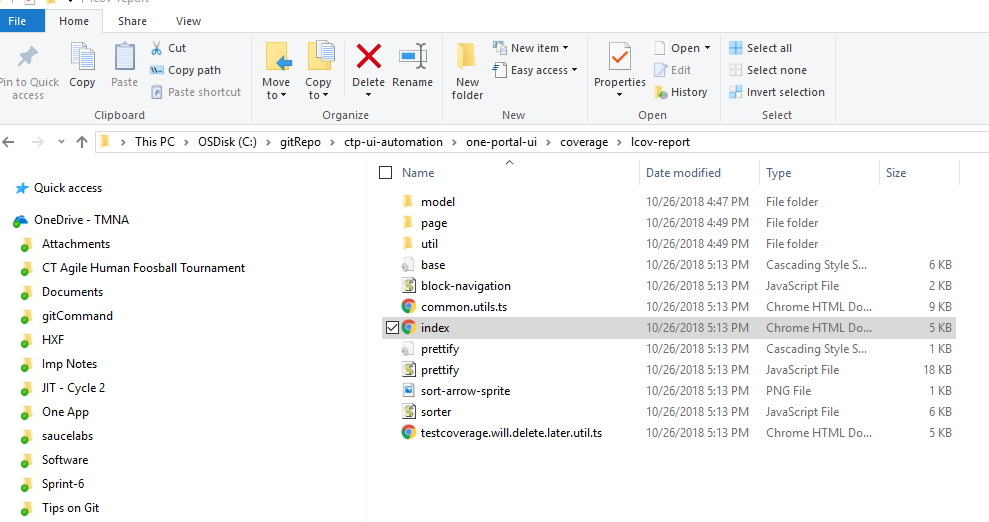 lcov-report
File Home Share View
Pin to Quick access
Copy
Paste
Cut
Copy path
Paste shortcut
Clipboard
Move to
Copy to
Delete
Rename
Organize
New folder
New item
Easy access
New
Properties
Open
Edit
History
Open
Select all
Select none
Invert selection
Select
This PC > OSDisk (C:) > gitRepo > ctp-ui-automation > one-portal-ui > coverage > lcov-report
Quick access
OneDrive - TMNA
Attachments
CT Agile Human Foosball Tournament
Documents
gitCommand
HXF
Imp Notes
JIT - Cycle 2
One App
saucelabs
Software
Sprint-6
Tips on Git
Name Date modified Type Size
model 10/26/2018 4:47 PM File folder
page 10/26/2018 4:49 PM File folder
util 10/26/2018 4:49 PM File folder
base 10/26/2018 5:13 PM Cascading Style S... 6 KB
block-navigation 10/26/2018 5:13 PM JavaScript File 2 KB
common.utils.ts 10/26/2018 5:13 PM Chrome HTML Do... 9 KB
index 10/26/2018 5:13 PM Chrome HTML Do... 5 KB
prettify 10/26/2018 5:13 PM Cascading Style S... 1 KB
prettify 10/26/2018 5:13 PM JavaScript File 18 KB
sort-arrow-sprite 10/26/2018 5:13 PM PNG File 1 KB
sorter 10/26/2018 5:13 PM JavaScript File 6 KB
testcoverage.will.delete.later.util.ts 10/26/2018 5:13 PM Chrome HTML Do... 5 KB